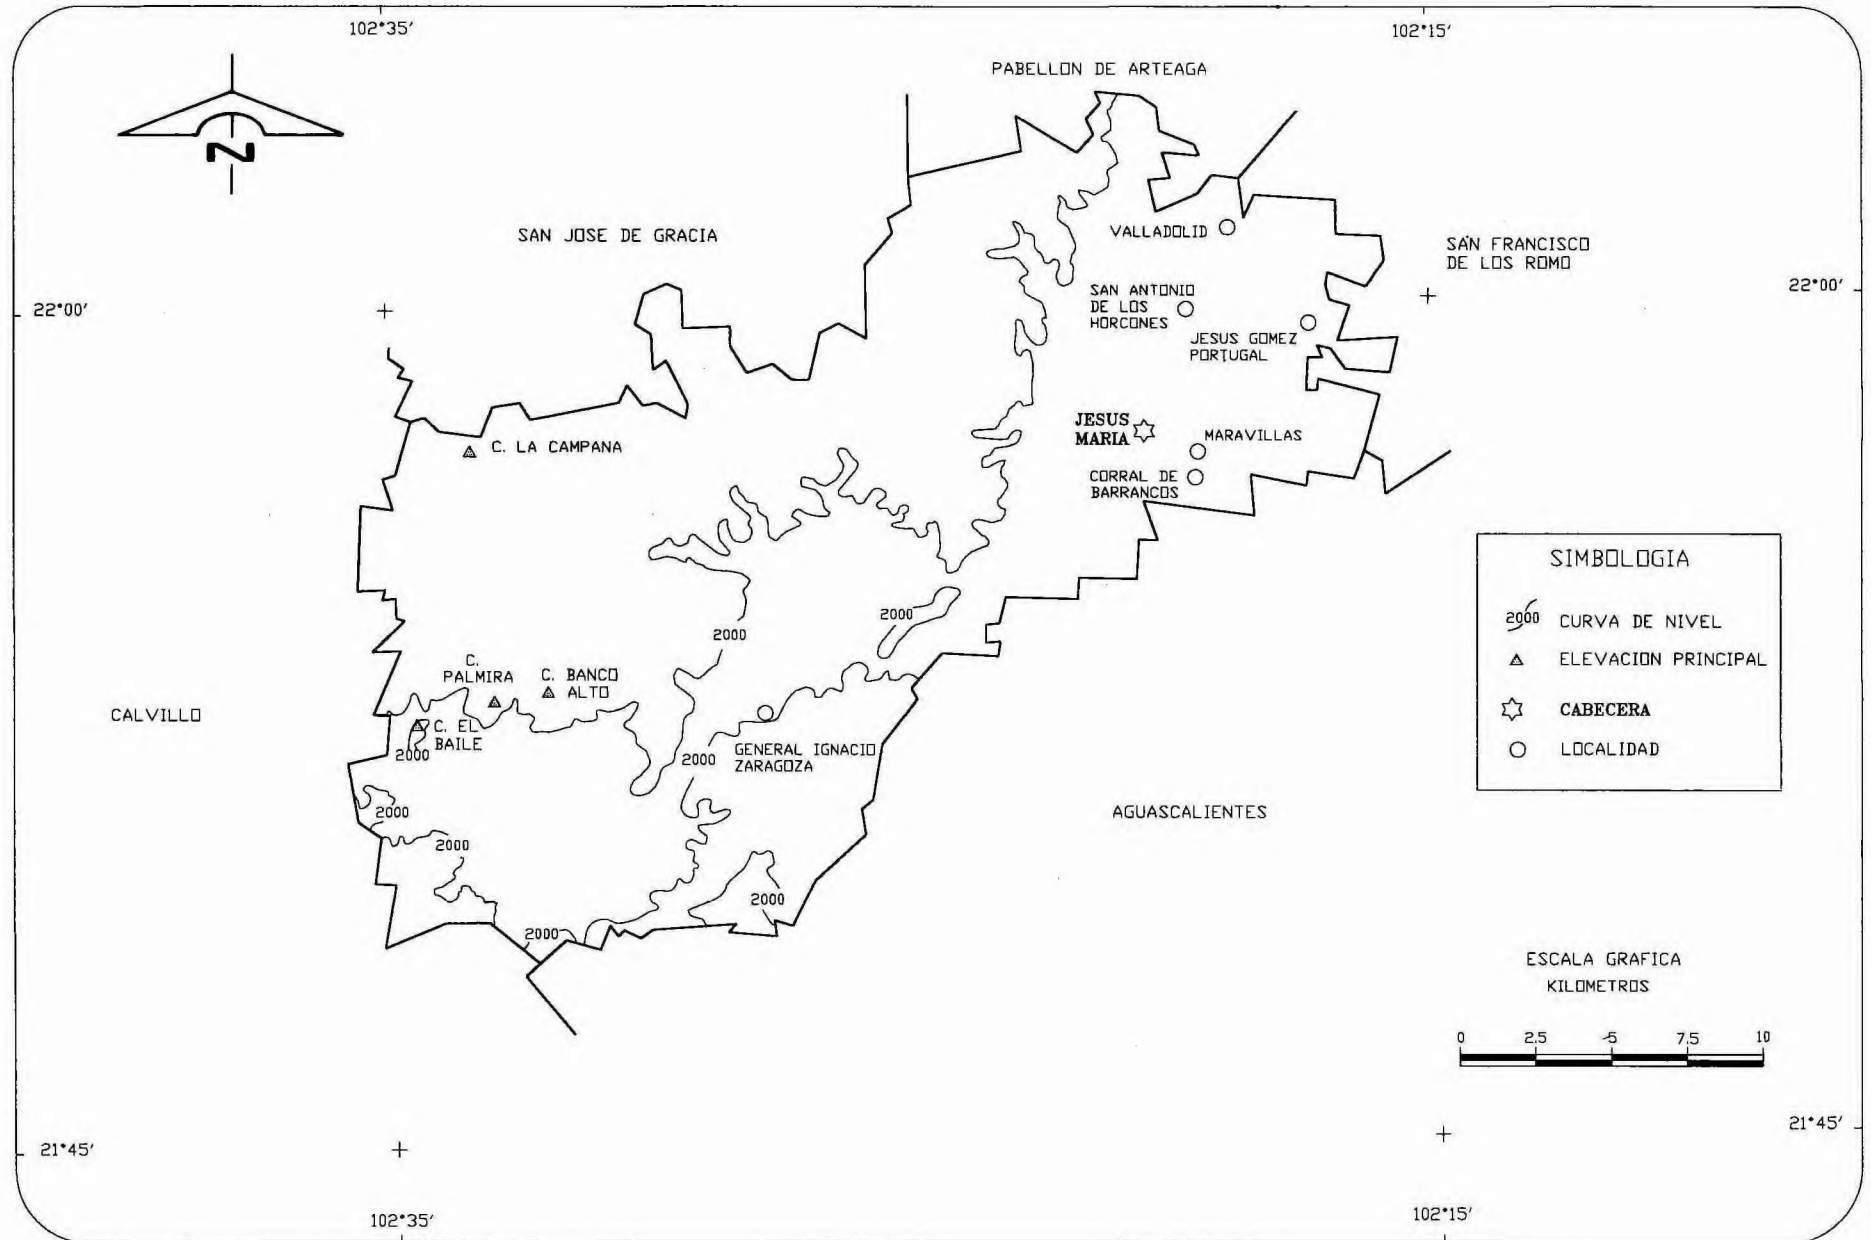 102°35'
102°15'
PABELLON DE ARTEAGA
N
SAN JOSE DE GRACIA
VALLADOLID
SAN FRANCISCO
DE LOS ROMO
22°00'
22°00'
SAN ANTONIO
DE LOS
HORCONES
JESUS GOMEZ
PORTUGAL
C. LA CAMPANA
JESUS
MARIA
MARAVILLAS
CORRAL DE
BARRANCOS
SIMBOLOGIA
2000 CURVA DE NIVEL
ELEVACION PRINCIPAL
CABECERA
LOCALIDAD
2000
2000
C.
PALMIRA
C. BANCO
ALTO
CALVILLO
C. EL
BAILE
2000
2000
GENERAL IGNACIO
ZARAGOZA
2000
2000
AGUASCALIENTES
2000
2000
ESCALA GRAFICA
KILOMETROS
0 2.5 5 7.5 10
21°45'
21°45'
102°35'
102°15'